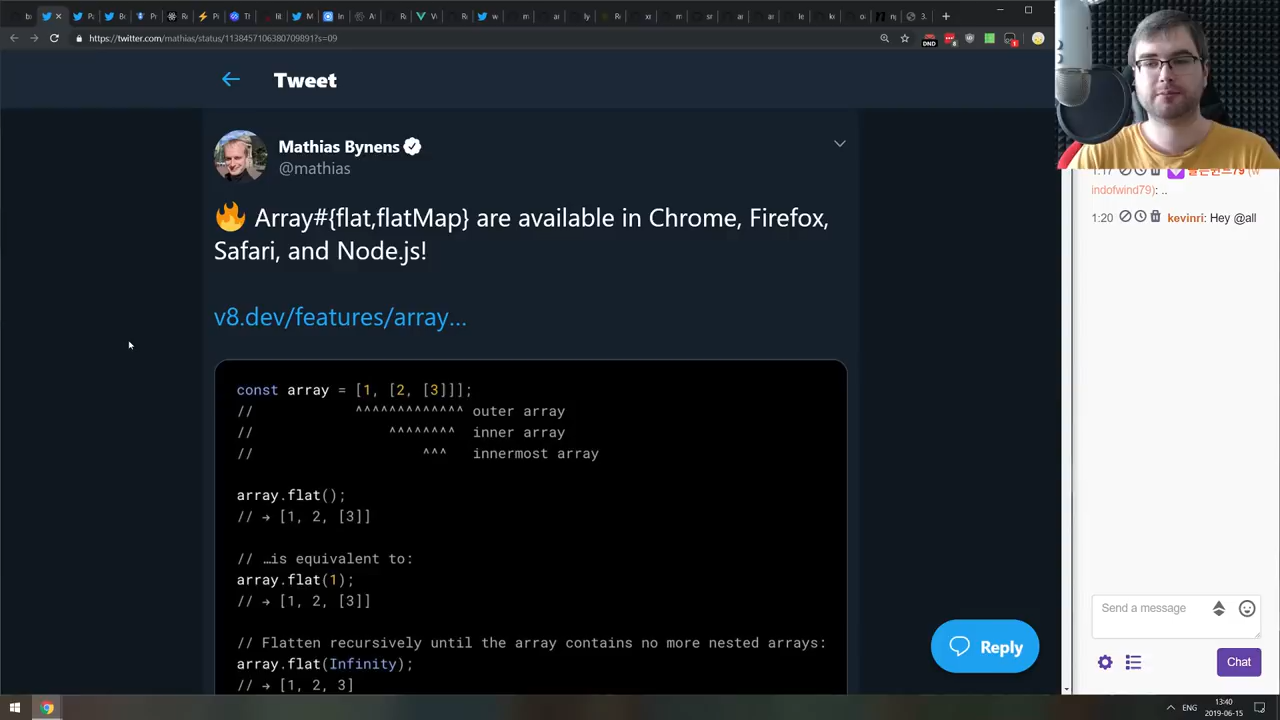 https://twitter.com/mathias/status/1138457106380709891?s=09
DND
Tweet
Mathias Bynens
@mathias
🔥 Array#{flat,flatMap} are available in Chrome, Firefox,
Safari, and Node.js!
v8.dev/features/array…
const array = [1, [2, [3]]];
//          ^^^^^^^^^^^^^ outer array
//              ^^^^^^^^  inner array
//                  ^^^   innermost array
array.flat();
// → [1, 2, [3]]
// …is equivalent to:
array.flat(1);
// → [1, 2, [3]]
// Flatten recursively until the array contains no more nested arrays:
array.flat(Infinity);
// → [1, 2, 3]
Reply
1:17
indofwind79): ..
1:20 kevinri: Hey @all
Send a message
Chat
ENG
13:40
2019-06-15